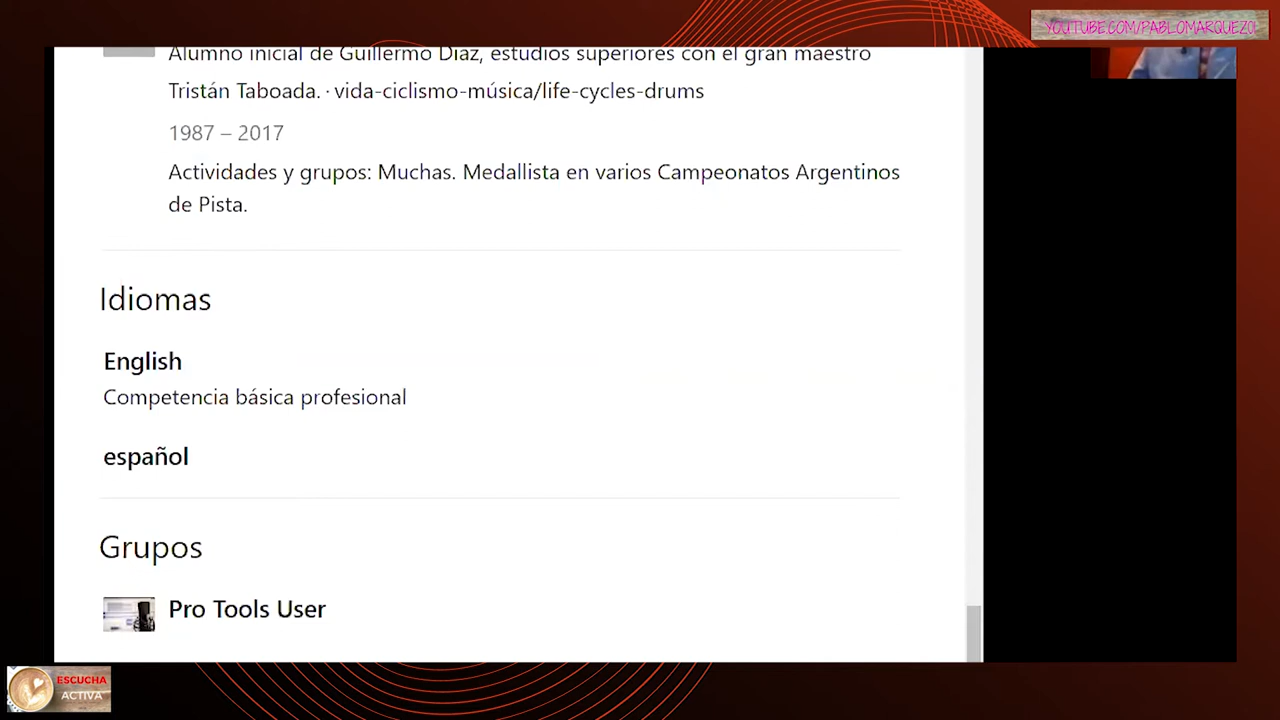 YOUTUBE.COM/PABLOMARQUEZ01
Alumno inicial de Guillermo Diaz, estudios superiores con el gran maestro
Tristán Taboada. · vida-ciclismo-música/life-cycles-drums
1987 – 2017
Actividades y grupos: Muchas. Medallista en varios Campeonatos Argentinos
de Pista.
Idiomas
English
Competencia básica profesional
español
Grupos
Pro Tools User
ESCUCHA
ACTIVA